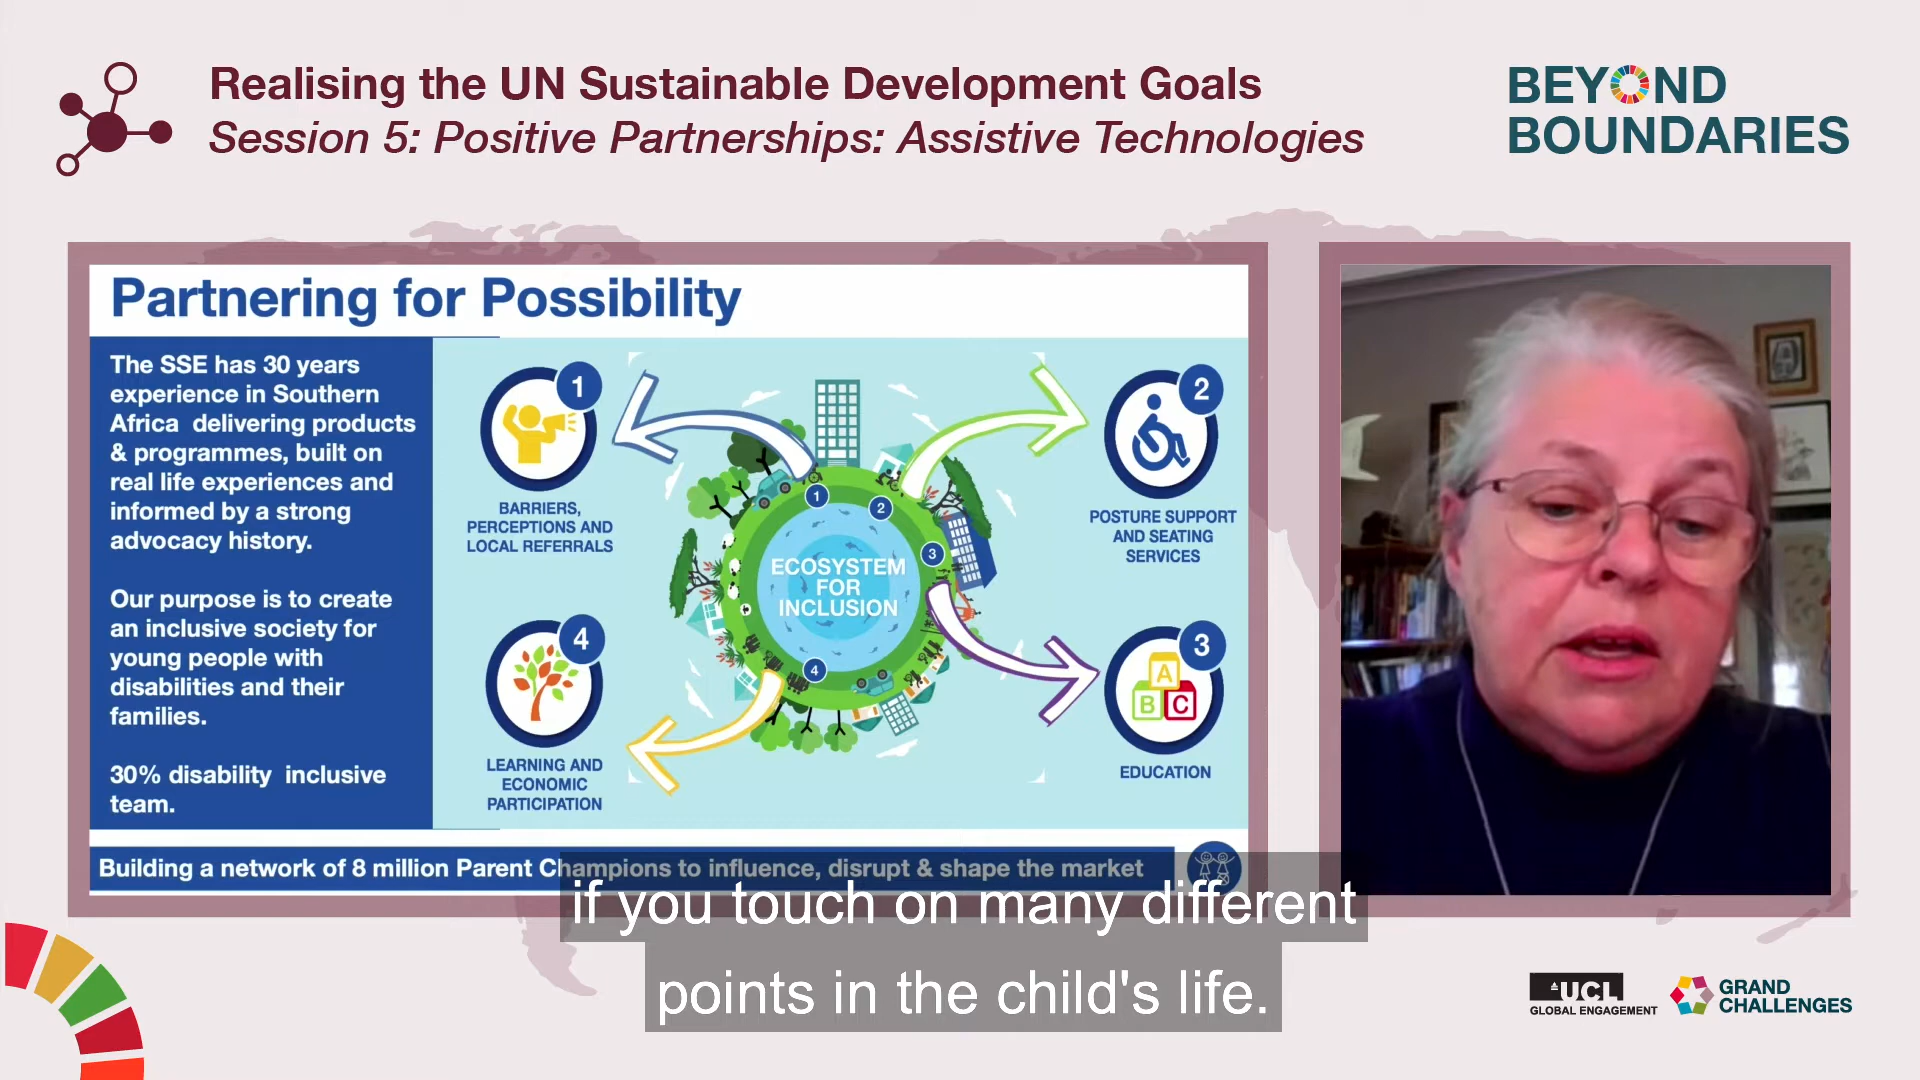 Realising the UN Sustainable Development Goals
Session 5: Positive Partnerships: Assistive Technologies
BEYOND
BOUNDARIES
Partnering for Possibility
The SSE has 30 years
experience in Southern
Africa delivering products
& programmes, built on
real life experiences and
informed by a strong
advocacy history.
Our purpose is to create
an inclusive society for
young people with
disabilities and their
families.
30% disability inclusive
team.
1
BARRIERS,
PERCEPTIONS AND
LOCAL REFERRALS
2
POSTURE SUPPORT
AND SEATING
SERVICES
1
2
3
4
ECOSYSTEM
FOR
INCLUSION
4
LEARNING AND
ECONOMIC
PARTICIPATION
3
A
B C
EDUCATION
Building a network of 8 million Parent Champions to influence, disrupt & shape the market
if you touch on many different
points in the child's life.
UCL
GLOBAL ENGAGEMENT
GRAND
CHALLENGES